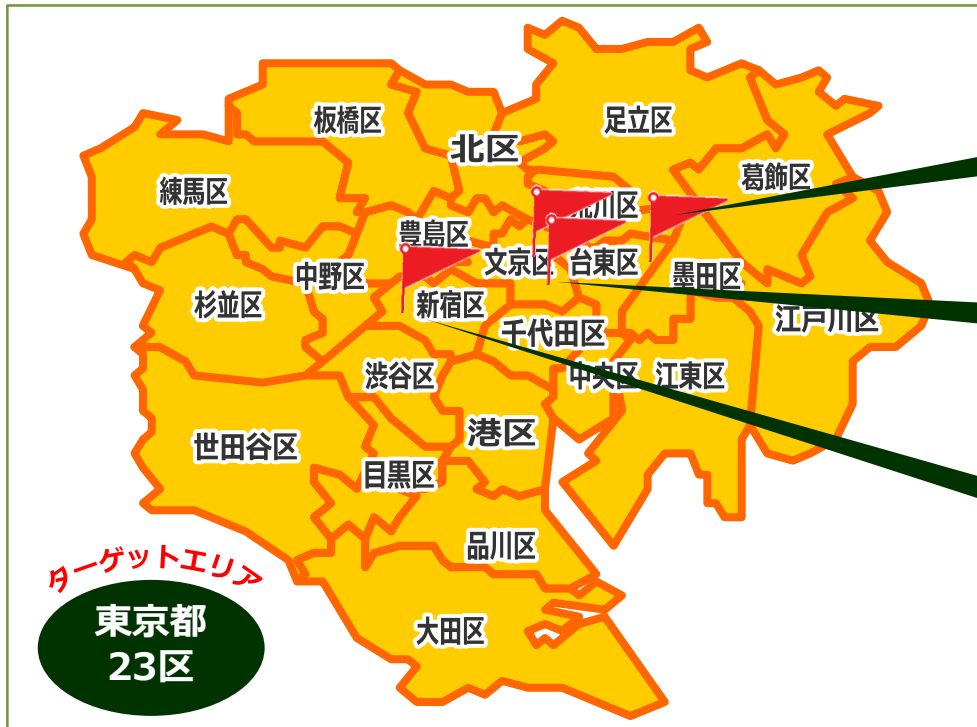 板橋区
足立区
北区
葛飾区
練馬区
荒川区
豊島区
文京区
台東区
中野区
墨田区
杉並区
新宿区
江戸川区
千代田区
渋谷区
中央区
江東区
港区
世田谷区
目黒区
品川区
ターゲットエリア
東京都
23区
大田区